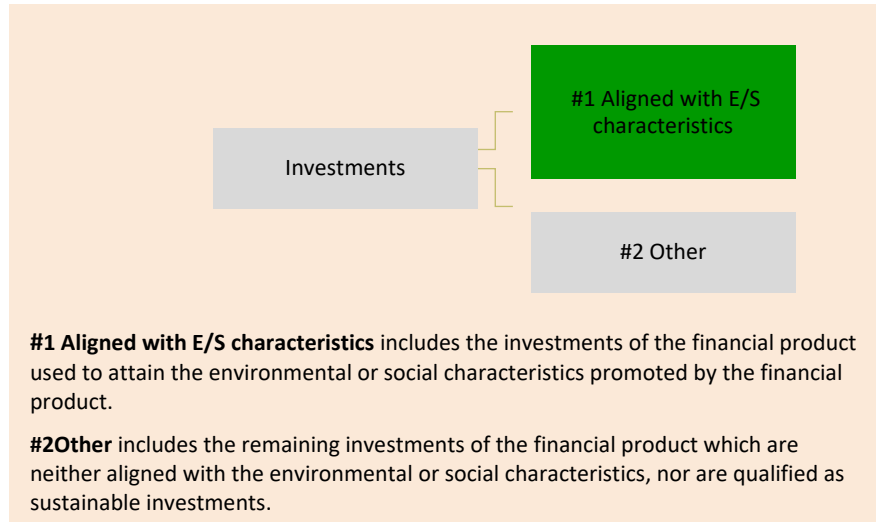 #1 Aligned with E/S
characteristics
Investments
#2 Other
#1 Aligned with E/S characteristics includes the investments of the financial product
used to attain the environmental or social characteristics promoted by the financial
product.
#2Other includes the remaining investments of the financial product which are
neither aligned with the environmental or social characteristics, nor are qualified as
sustainable investments.